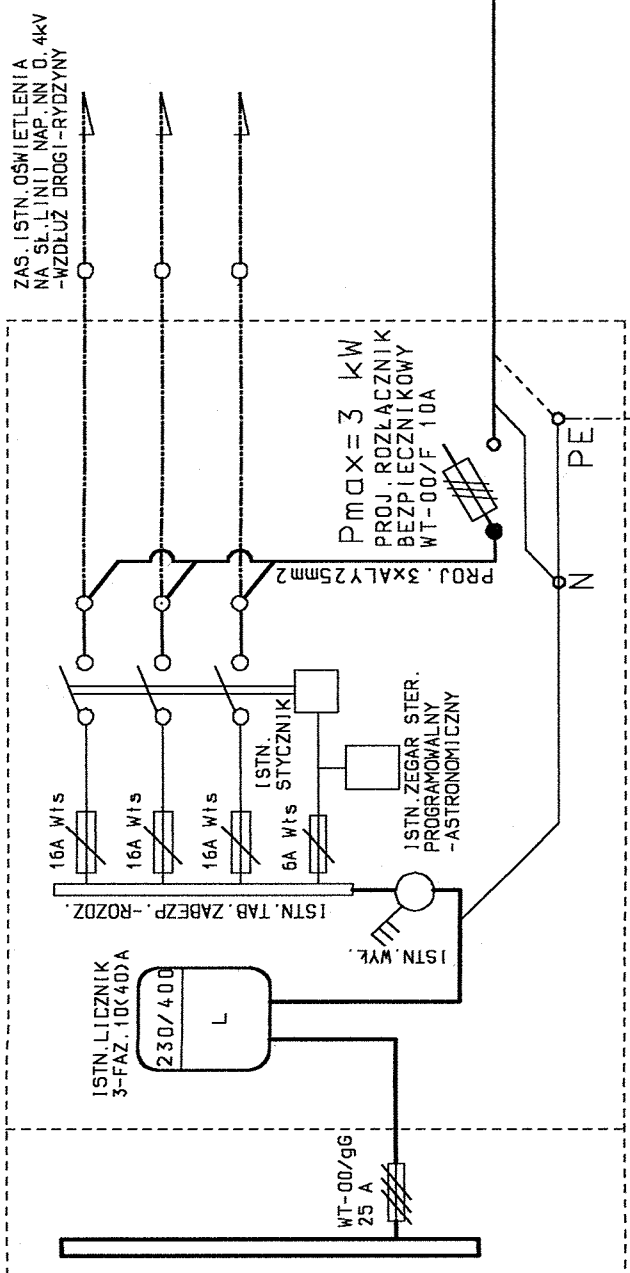 ZAS.ISTN.OŚWIETLENIA
NA SŁ.LINII NAP.NN 0.4kV
-WZDŁUŻ DROGI-RYDZYNY
Pmax=3 kW
PROJ.ROZŁĄCZNIK
BEZPIECZNIKOWY
WT-00/F 10A
PROJ. 3xALY25mm2
PE
N
16A Wts
16A Wts
16A Wts
6A Wts
ISTN.
STYCZNIK
ISTN.ZEGAR STER.
PROGRAMOWALNY
-ASTRONOMICZNY
ISTN.TAB.ZABEZP.-ROZDZ.
ISTN.WYŁ.
ISTN.LICZNIK
3-FAZ.10(40)A
230/400
L
WT-00/gG
25 A